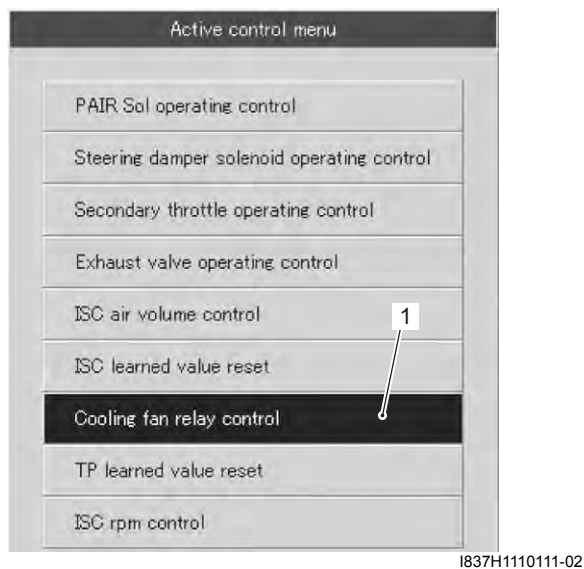 Active control menu
PAIR Sol operating control
Steering damper solenoid operating control
Secondary throttle operating control
Exhaust valve operating control
ISC air volume control
1
ISC learned value reset
Cooling fan relay control
TP learned value reset
ISC rpm control
I837H1110111-02